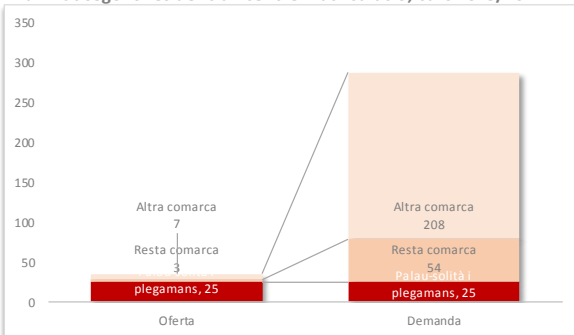 350
300
250
200
150
100
50
0
Altra comarca
7
Resta comarca
3
plegamans, 25
Altra comarca
208
Resta comarca
54
Palau-solità i
plegamans, 25
Oferta
Demanda